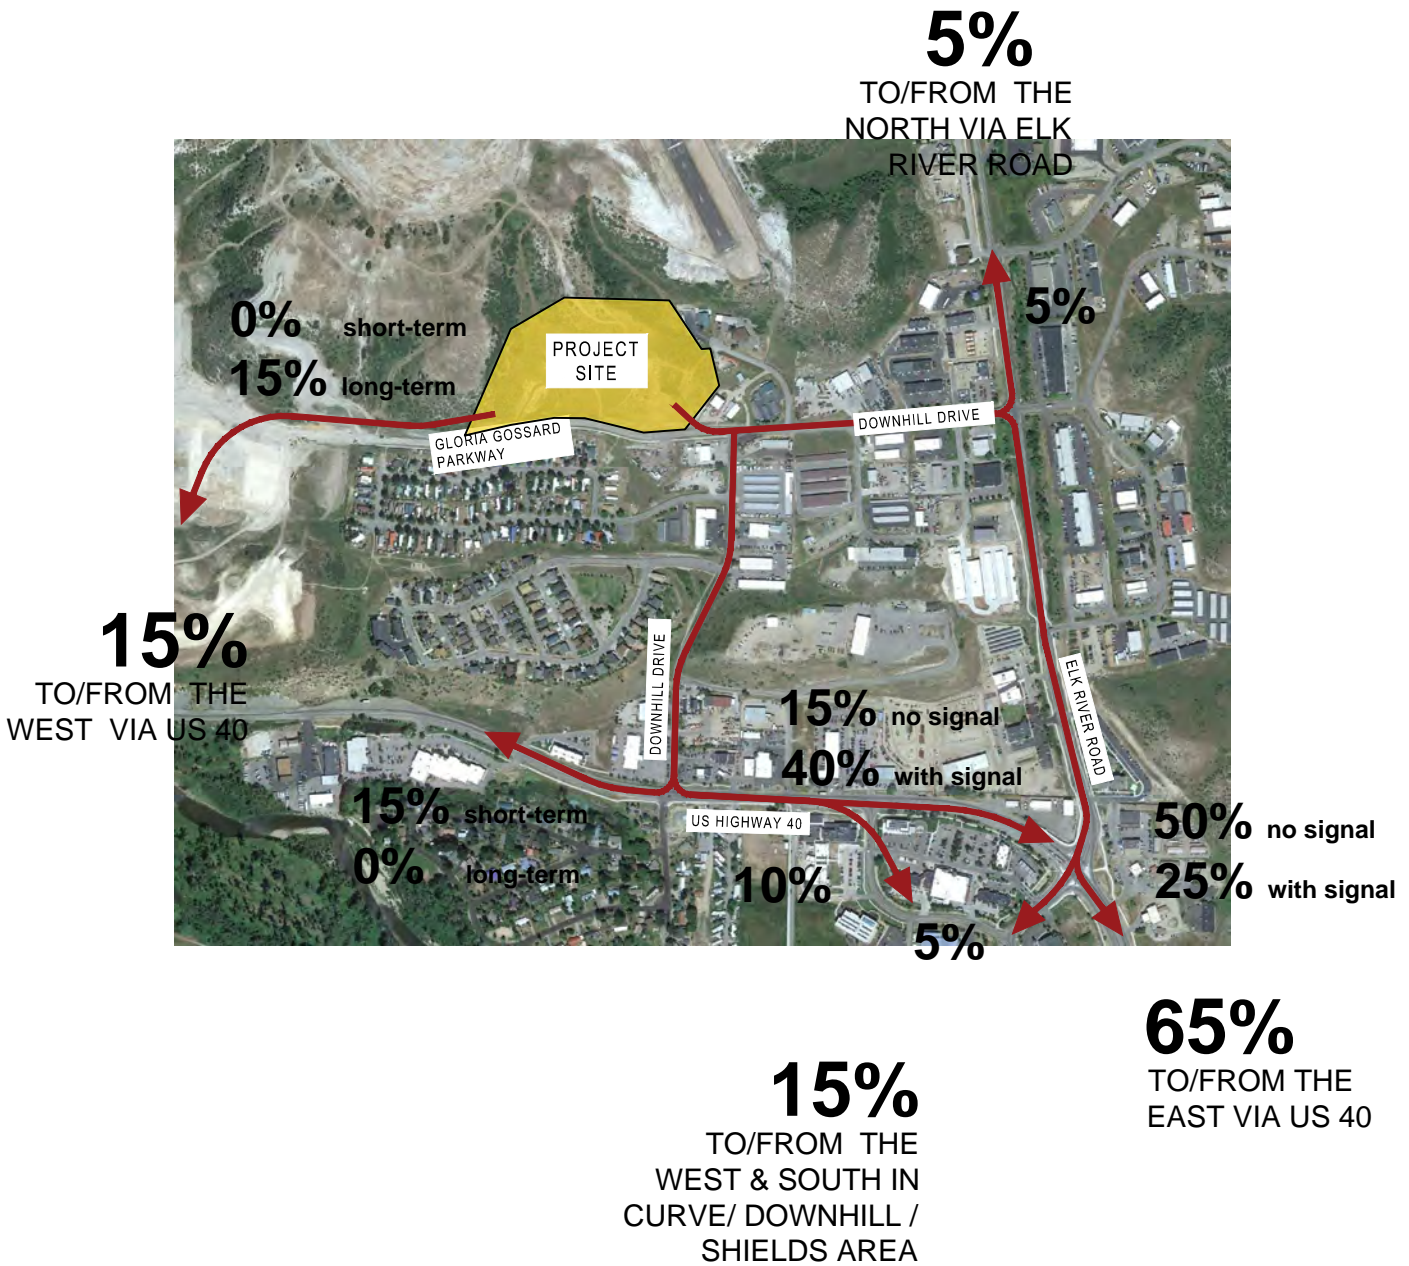 5%
TO/FROM THE
NORTH VIA ELK
RIVER ROAD
0% short-term
15% long-term
5%
PROJECT
SITE
DOWNHILL DRIVE
GLORIA GOSSARD
PARKWAY
15%
TO/FROM THE
WEST VIA US 40
DOWNHILL DRIVE
ELK RIVER ROAD
15% no signal
40% with signal
15% short-term
0% long-term
US HIGHWAY 40
50% no signal
25% with signal
10%
5%
65%
TO/FROM THE
EAST VIA US 40
15%
TO/FROM THE
WEST & SOUTH IN
CURVE/ DOWNHILL /
SHIELDS AREA